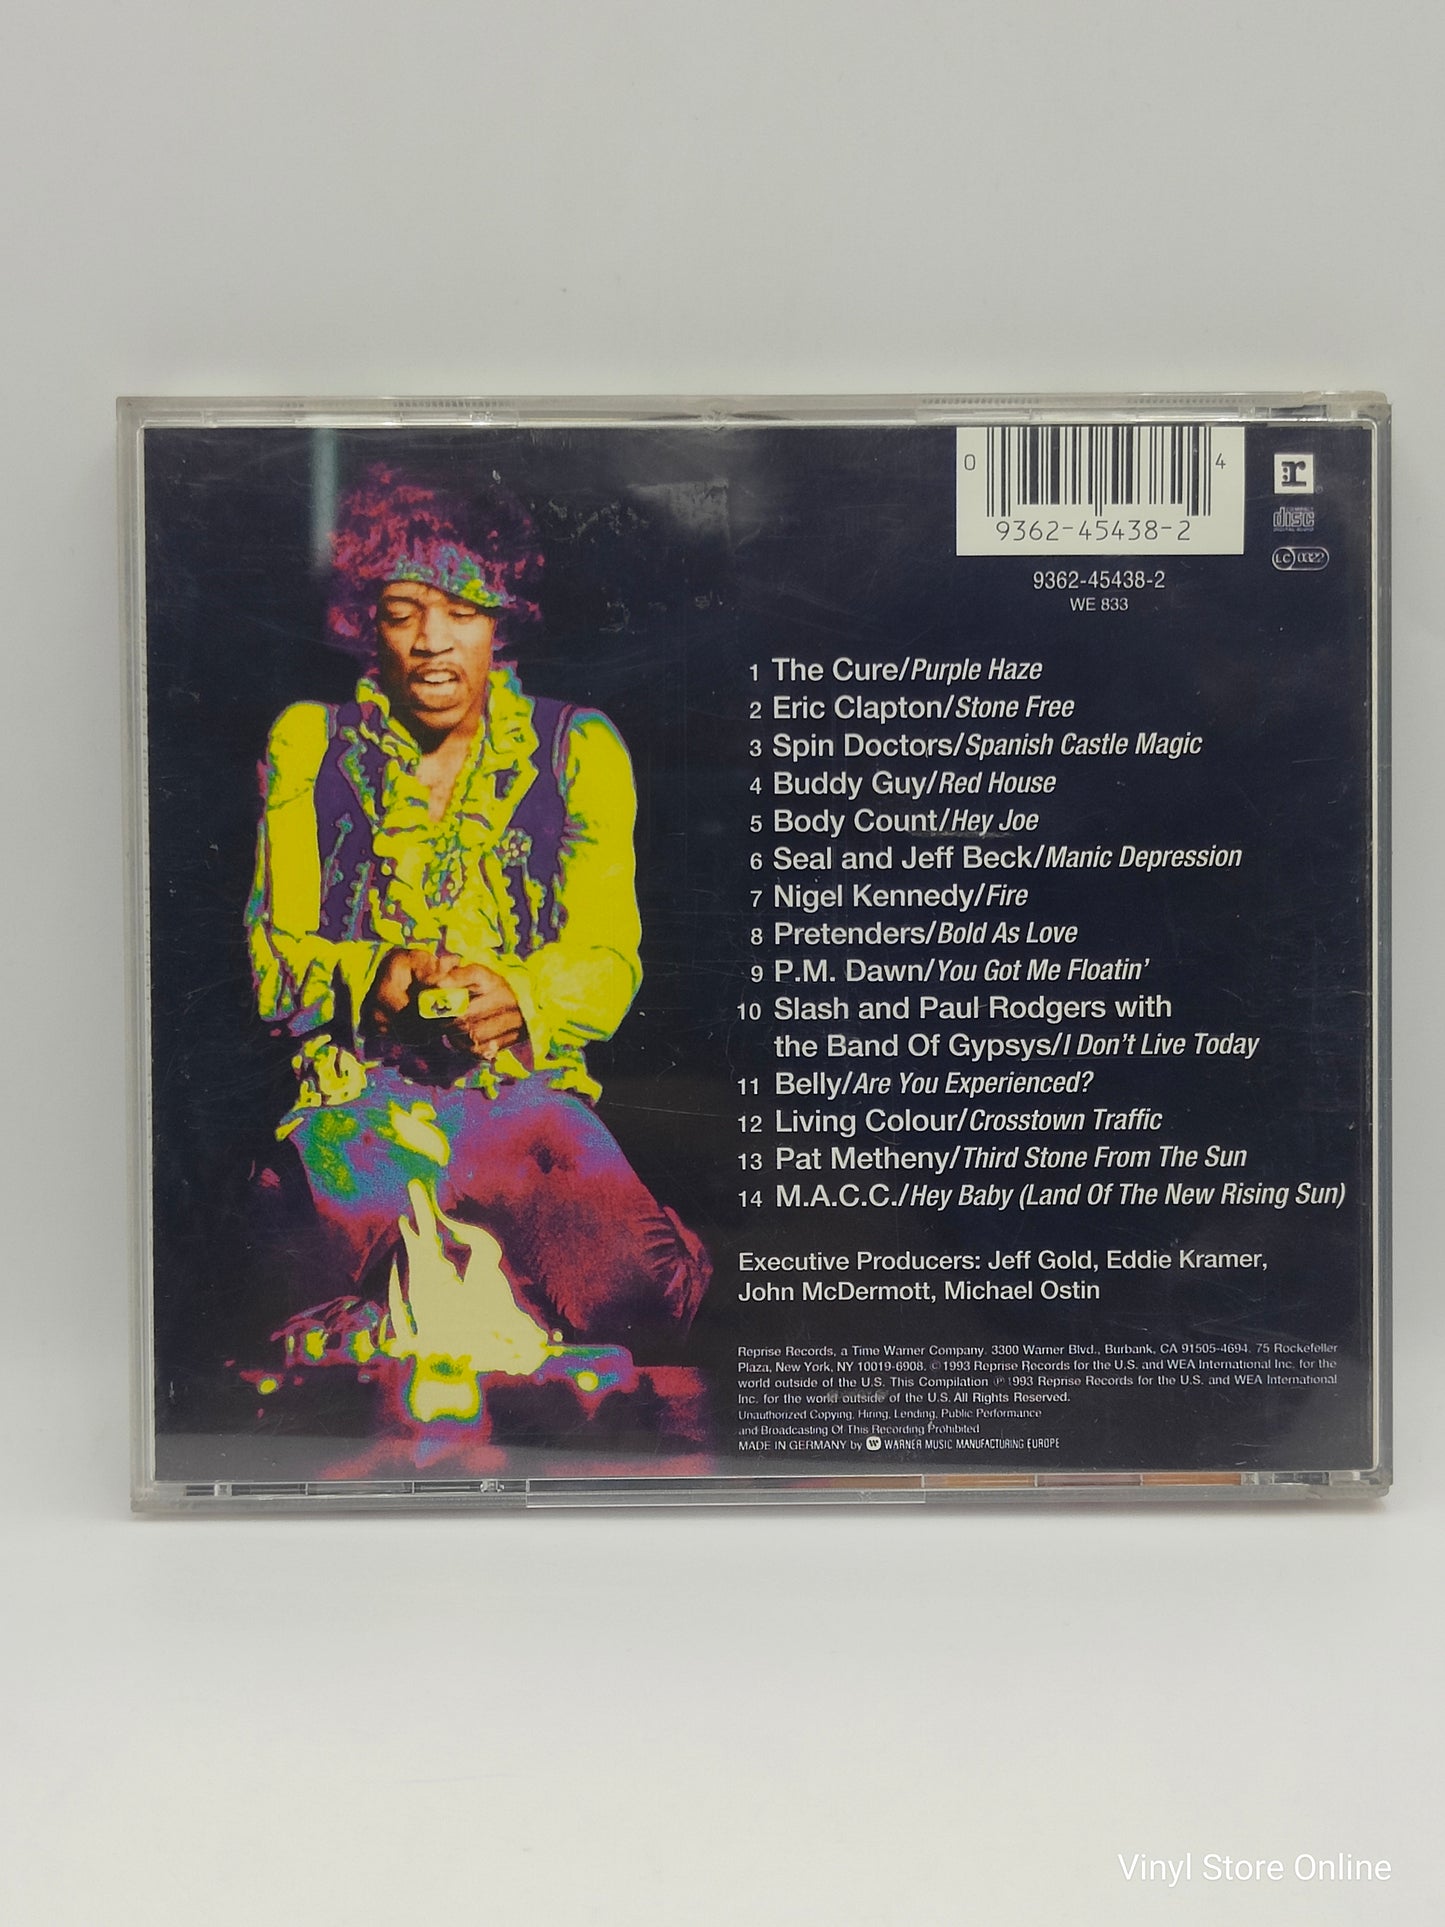 0
4
9362-45438-2
r
COMPACT
disc
DIGITAL AUDIO
LC 0322
9362-45438-2
WE 833
1 The Cure/Purple Haze
2 Eric Clapton/Stone Free
3 Spin Doctors/Spanish Castle Magic
4 Buddy Guy/Red House
5 Body Count/Hey Joe
6 Seal and Jeff Beck/Manic Depression
7 Nigel Kennedy/Fire
8 Pretenders/Bold As Love
9 P.M. Dawn/You Got Me Floatin'
10 Slash and Paul Rodgers with
the Band Of Gypsys/I Don't Live Today
11 Belly/Are You Experienced?
12 Living Colour/Crosstown Traffic
13 Pat Metheny/Third Stone From The Sun
14 M.A.C.C./Hey Baby (Land Of The New Rising Sun)
Executive Producers: Jeff Gold, Eddie Kramer,
John McDermott, Michael Ostin
Reprise Records, a Time Warner Company. 3300 Warner Blvd., Burbank, CA 91505-4694. 75 Rockefeller
Plaza, New York, NY 10019-6908. © 1993 Reprise Records for the U.S. and WEA International Inc. for the
world outside of the U.S. This Compilation ℗ 1993 Reprise Records for the U.S. and WEA International
Inc. for the world outside of the U.S. All Rights Reserved.
Unauthorized Copying, Hiring, Lending, Public Performance
and Broadcasting Of This Recording Prohibited
MADE IN GERMANY by WARNER MUSIC MANUFACTURING EUROPE
Vinyl Store Online